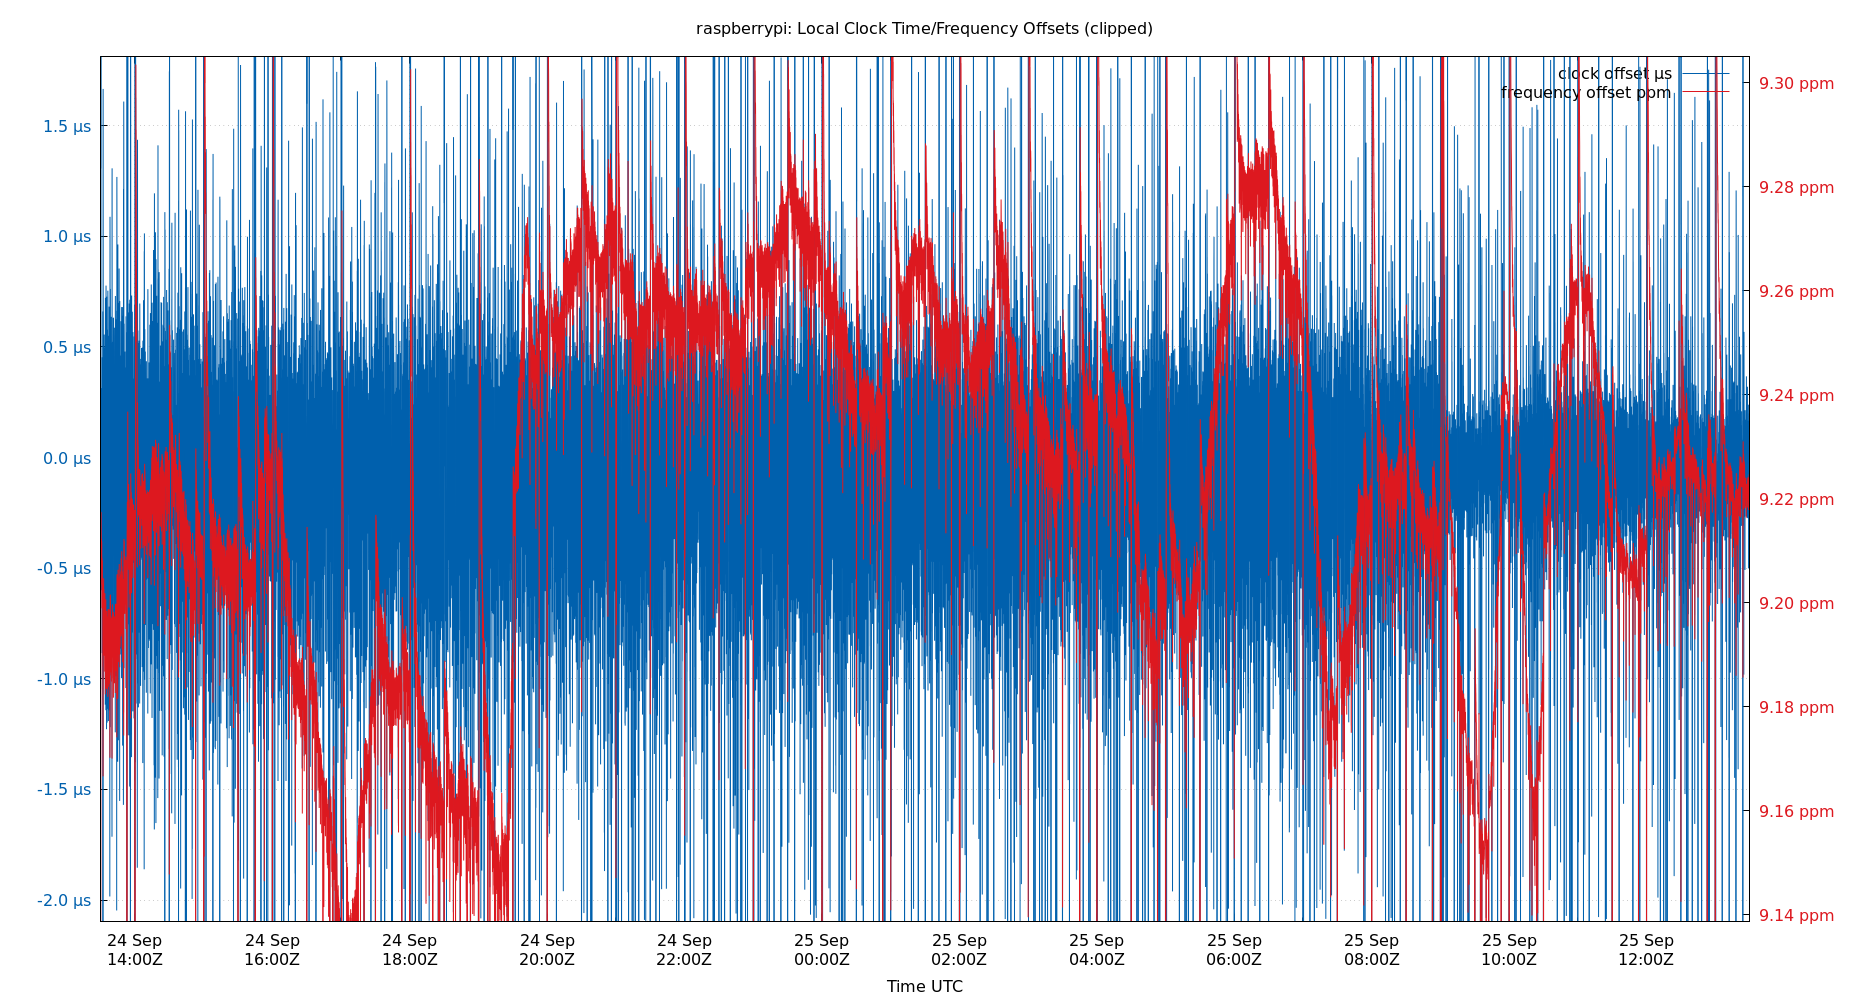 raspberrypi: Local Clock Time/Frequency Offsets (clipped)
clock offset µs
frequency offset ppm
1.5 µs
1.0 µs
0.5 µs
0.0 µs
-0.5 µs
-1.0 µs
-1.5 µs
-2.0 µs
9.30 ppm
9.28 ppm
9.26 ppm
9.24 ppm
9.22 ppm
9.20 ppm
9.18 ppm
9.16 ppm
9.14 ppm
24 Sep 24 Sep 24 Sep 24 Sep 24 Sep 25 Sep 25 Sep 25 Sep 25 Sep 25 Sep 25 Sep 25 Sep
14:00Z 16:00Z 18:00Z 20:00Z 22:00Z 00:00Z 02:00Z 04:00Z 06:00Z 08:00Z 10:00Z 12:00Z
Time UTC